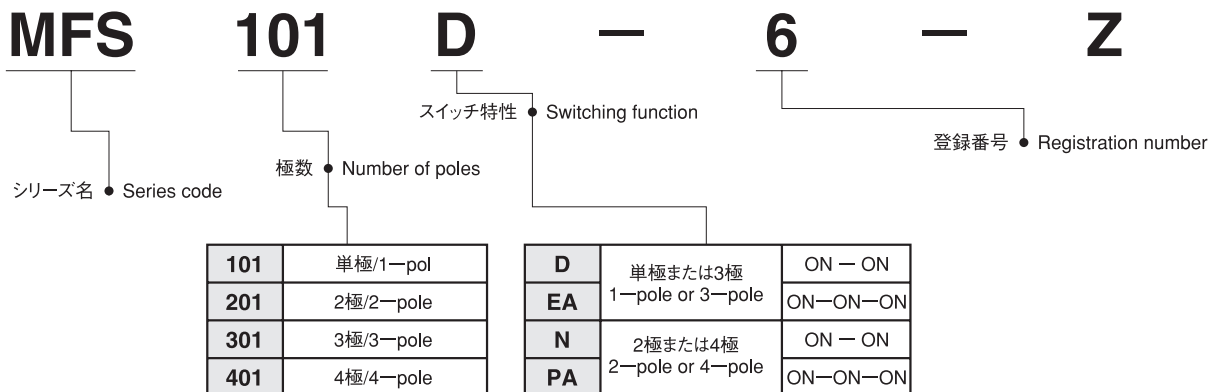 MFS 101 D － 6 － Z
スイッチ特性 ● Switching function
登録番号 ● Registration number
極数 ● Number of poles
シリーズ名 ● Series code
101 単極/1－pol
201 2極/2－pole
301 3極/3－pole
401 4極/4－pole
D 単極または3極 1－pole or 3－pole ON － ON
EA ON－ON－ON
N 2極または4極 2－pole or 4－pole ON － ON
PA ON－ON－ON